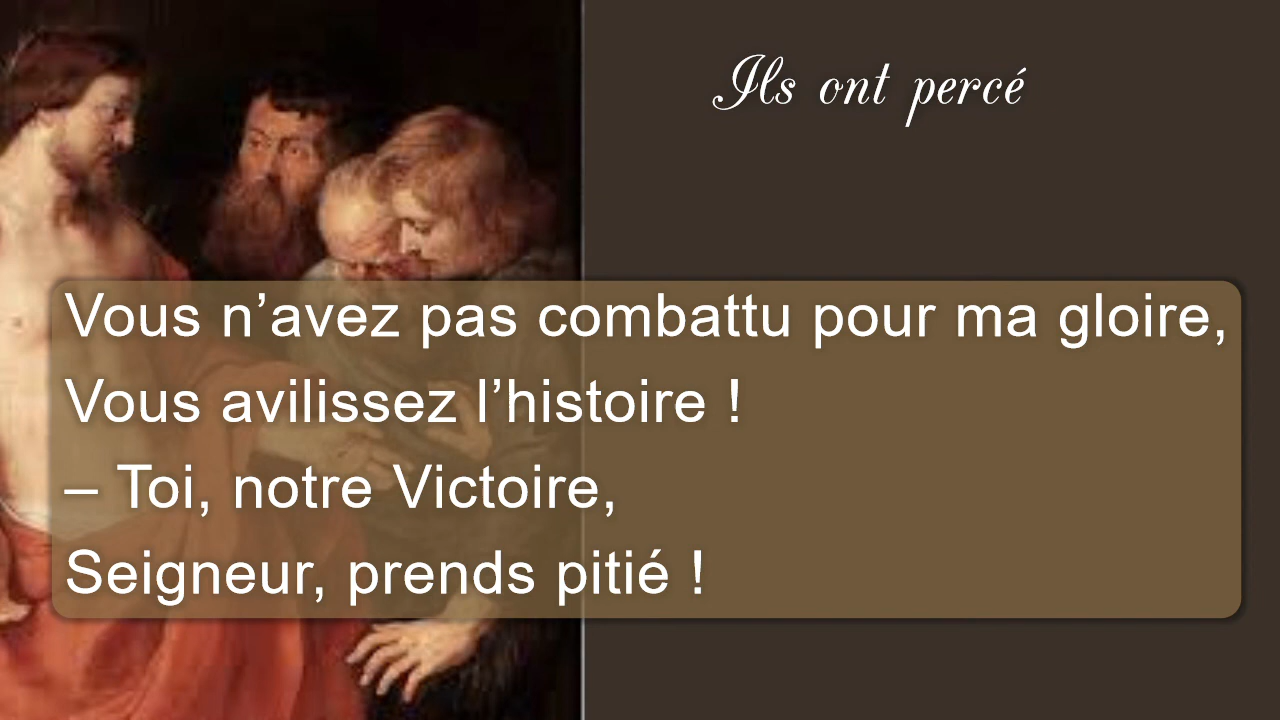 Ils ont percé
Vous n’avez pas combattu pour ma gloire,
Vous avilissez l’histoire !
– Toi, notre Victoire,
Seigneur, prends pitié !